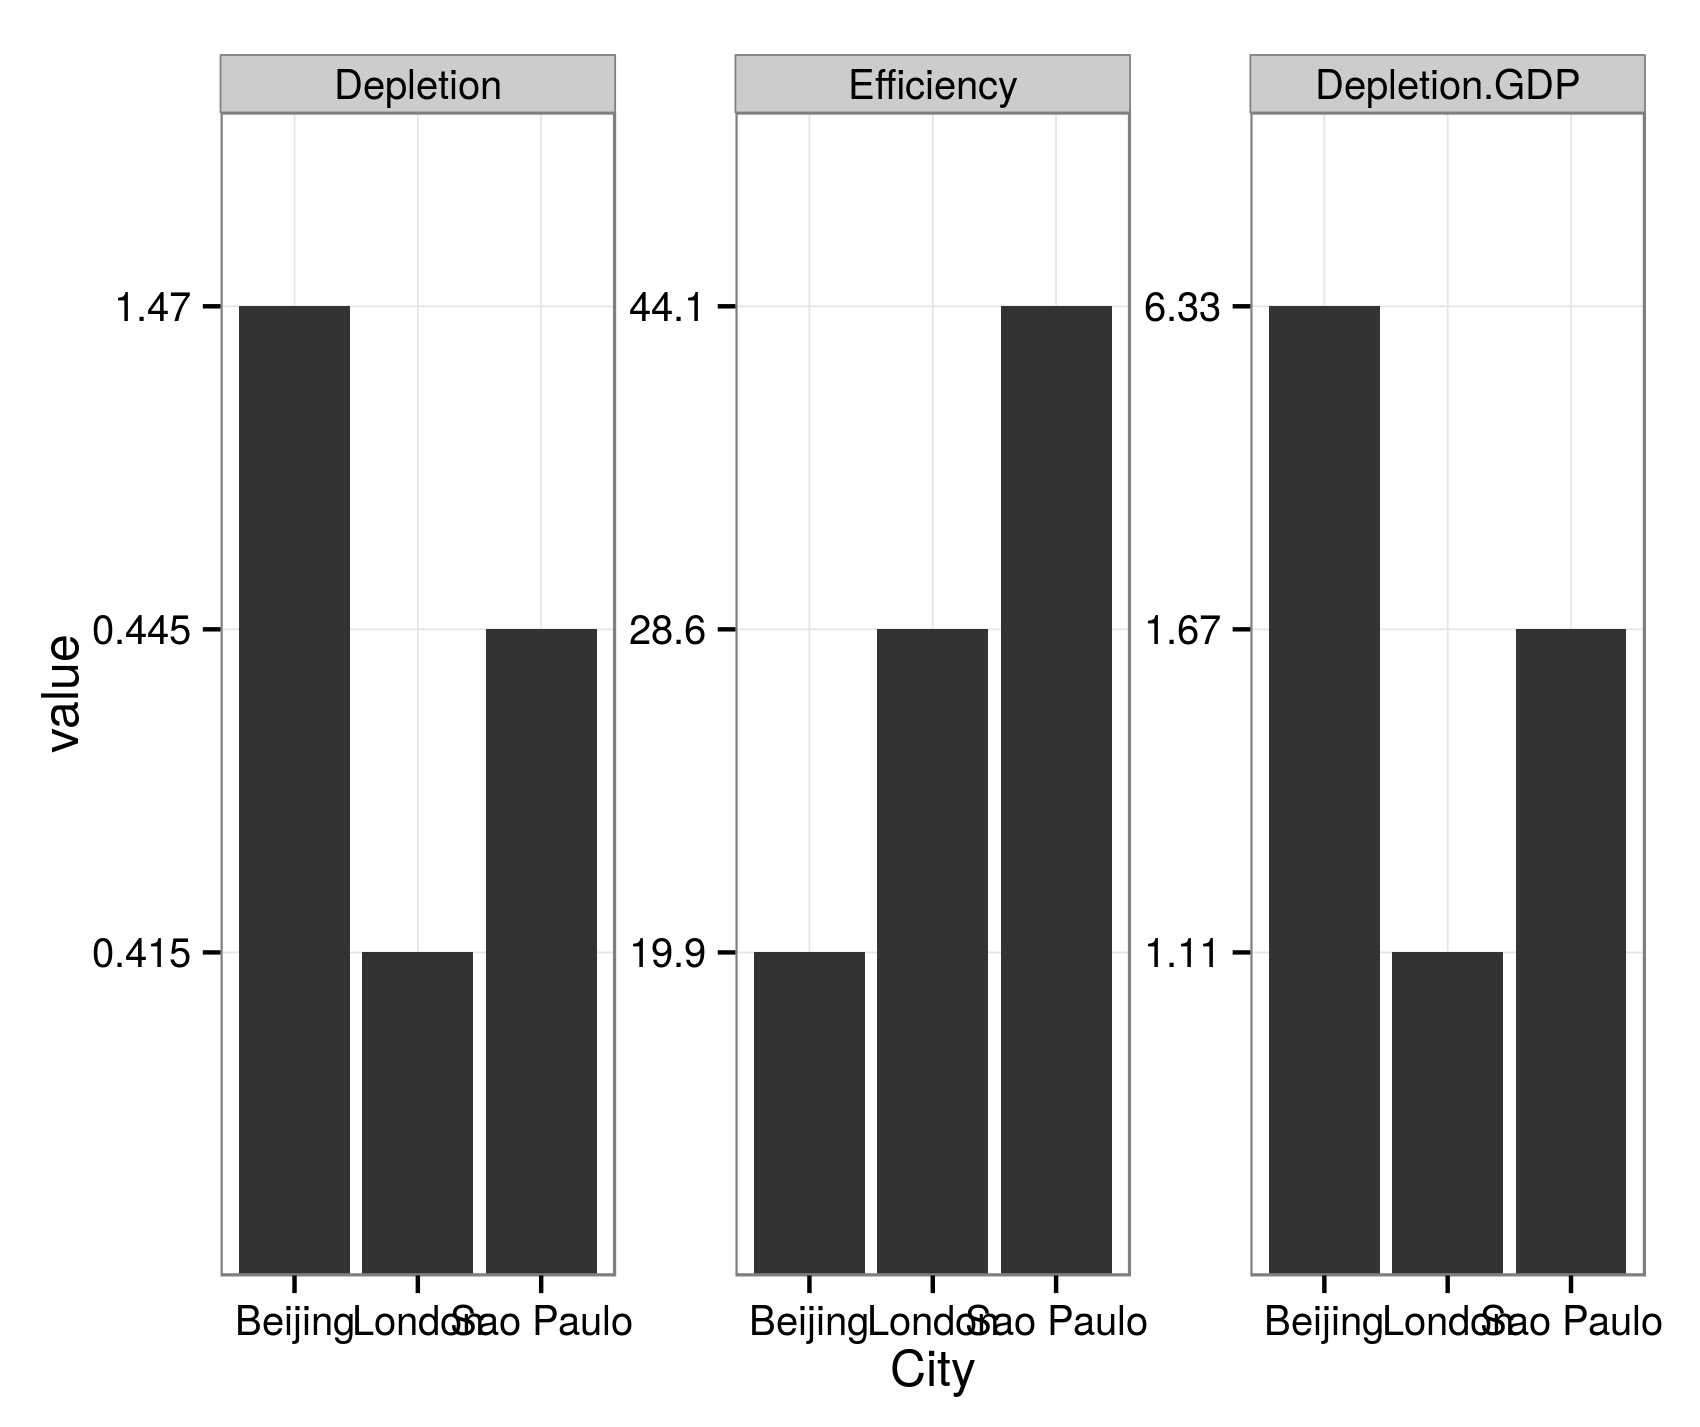 Depletion Efficiency Depletion.GDP
1.47 44.1 6.33
0.445 28.6 1.67
0.415 19.9 1.11
value
Beijing London Sao Paulo Beijing London Sao Paulo Beijing London Sao Paulo
City